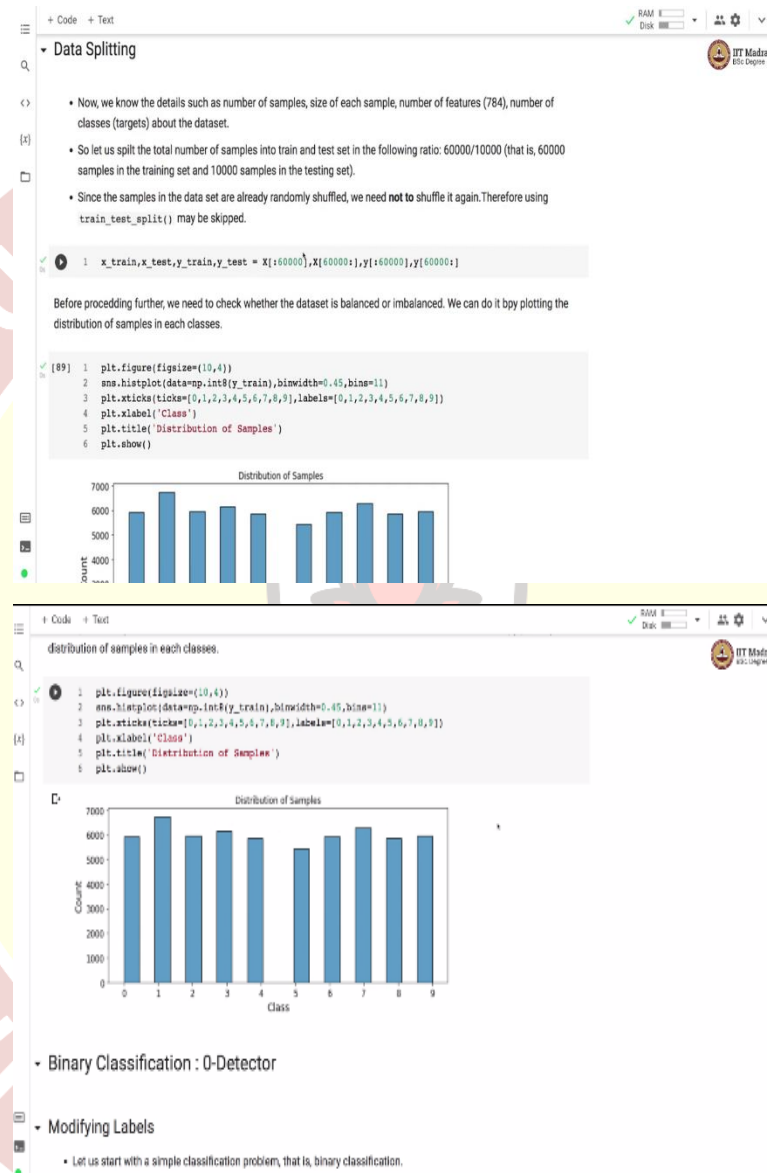 + Code + Text
RAM
Disk
Data Splitting
IIT Madra
BSc Degree
• Now, we know the details such as number of samples, size of each sample, number of features (784), number of
classes (targets) about the dataset.
• So let us spilt the total number of samples into train and test set in the following ratio: 60000/10000 (that is, 60000
samples in the training set and 10000 samples in the testing set).
• Since the samples in the data set are already randomly shuffled, we need not to shuffle it again.Therefore using
train_test_split() may be skipped.
1 x_train,x_test,y_train,y_test = X[:60000],X[60000:],y[:60000],y[60000:]
Before procedding further, we need to check whether the dataset is balanced or imbalanced. We can do it bpy plotting the
distribution of samples in each classes.
[89] 1 plt.figure(figsize=(10,4))
2 sns.histplot(data=np.int8(y_train),binwidth=0.45,bins=11)
3 plt.xticks(ticks=[0,1,2,3,4,5,6,7,8,9],labels=[0,1,2,3,4,5,6,7,8,9])
4 plt.xlabel('Class')
5 plt.title('Distribution of Samples')
6 plt.show()
Distribution of Samples
7000
6000
5000
4000
+ Code + Text
RAM
Disk
distribution of samples in each classes.
IIT Madra
BSc Degree
1 plt.figure(figsize=(10,4))
2 sns.histplot(data=np.int8(y_train),binwidth=0.45,bins=11)
3 plt.xticks(ticks=[0,1,2,3,4,5,6,7,8,9],labels=[0,1,2,3,4,5,6,7,8,9])
4 plt.xlabel('Class')
5 plt.title('Distribution of Samples')
6 plt.show()
Distribution of Samples
7000
6000
5000
4000
3000
2000
1000
0
Count
0 1 2 3 4 5 6 7 8 9
Class
Binary Classification : 0-Detector
Modifying Labels
• Let us start with a simple classification problem, that is, binary classification.